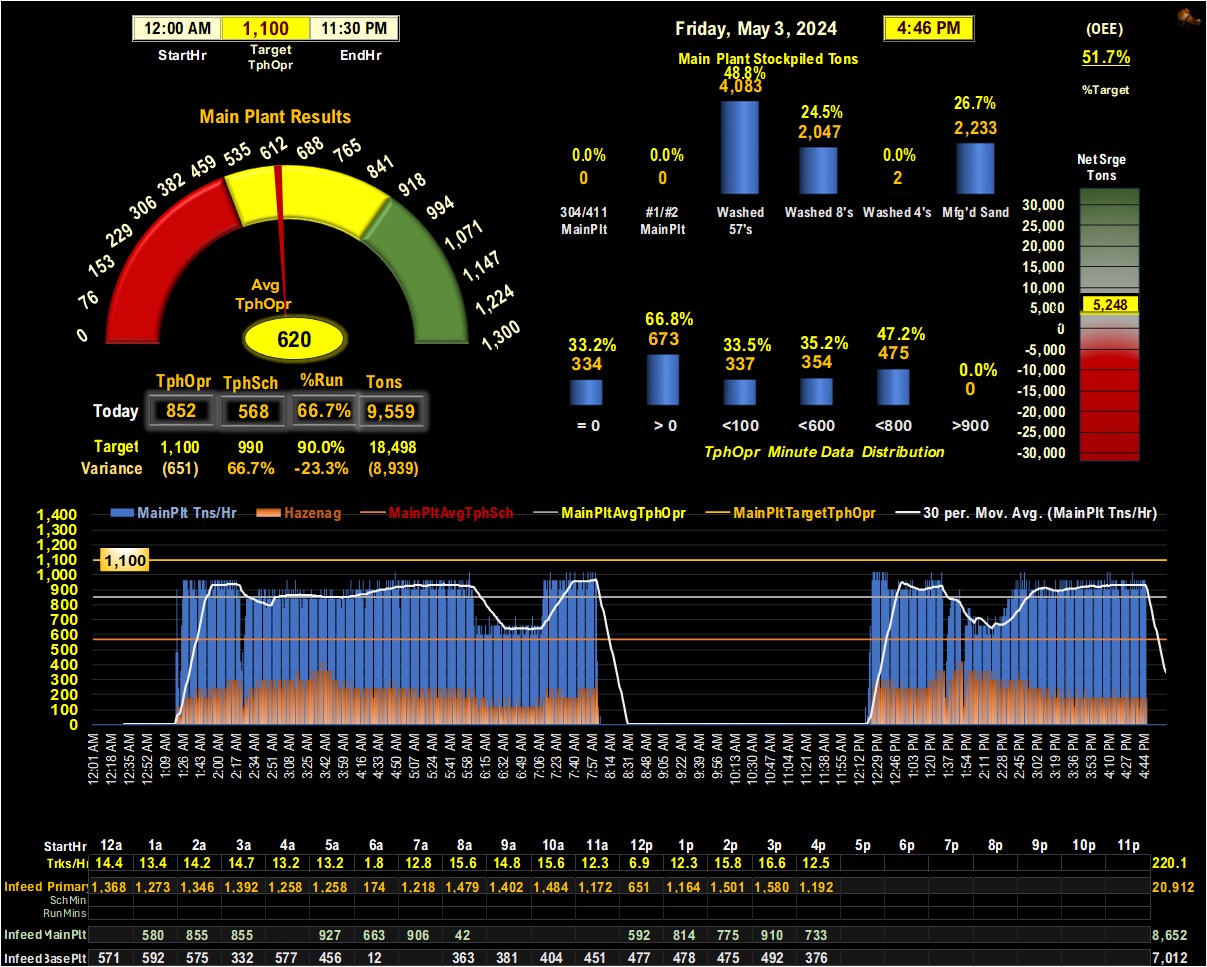 12:00 AM 1,100 11:30 PM
StartHr Target TphOpr EndHr
Friday, May 3, 2024 4:46 PM
(OEE)
51.7%
%Target
Main Plant Stockpiled Tons
48.8%
4,083
24.5%
2,047
26.7%
2,233
0.0% 0.0% 0.0%
0 0 2
304/411 MainPlt
#1/#2 MainPlt
Washed 57's
Washed 8's
Washed 4's
Mfg'd Sand
NetSrge
Tons
30,000
25,000
20,000
15,000
10,000
5,000
0
-5,000
-10,000
-15,000
-20,000
-25,000
-30,000
5,248
Main Plant Results
0 76 153 229 306 382 459 535 612 688 765 841 918 994 1,071 1,147 1,224 1,300
Avg
TphOpr
620
TphOpr TphSch %Run Tons
Today 852 568 66.7% 9,559
Target 1,100 990 90.0% 18,498
Variance (651) 66.7% -23.3% (8,939)
33.2% 66.8% 33.5% 35.2% 47.2% 0.0%
334 673 337 354 475 0
= 0 > 0 <100 <600 <800 >900
TphOpr Minute Data Distribution
MainPlt Tns/Hr Hazenag MainPltAvgTphSch MainPltAvgTphOpr MainPltTargetTphOpr 30 per. Mov. Avg. (MainPlt Tns/Hr)
1,400
1,300
1,200
1,100
1,000
900
800
700
600
500
400
300
200
100
0
1,100
12:01 AM 12:18 AM 12:35 AM 12:52 AM 1:09 AM 1:26 AM 1:43 AM 2:00 AM 2:17 AM 2:34 AM 2:51 AM 3:08 AM 3:25 AM 3:42 AM 3:59 AM 4:16 AM 4:33 AM 4:50 AM 5:07 AM 5:24 AM 5:41 AM 5:58 AM 6:15 AM 6:32 AM 6:49 AM 7:06 AM 7:23 AM 7:40 AM 7:57 AM 8:14 AM 8:31 AM 8:48 AM 9:05 AM 9:22 AM 9:39 AM 9:56 AM 10:13 AM 10:30 AM 10:47 AM 11:04 AM 11:21 AM 11:38 AM 11:55 AM 12:12 PM 12:29 PM 12:46 PM 1:03 PM 1:20 PM 1:37 PM 1:54 PM 2:11 PM 2:28 PM 2:45 PM 3:02 PM 3:19 PM 3:36 PM 3:53 PM 4:10 PM 4:27 PM 4:44 PM
StartHr 12a 1a 2a 3a 4a 5a 6a 7a 8a 9a 10a 11a 12p 1p 2p 3p 4p 5p 6p 7p 8p 9p 10p 11p
Trks/Hr 14.4 13.4 14.2 14.7 13.2 13.2 1.8 12.8 15.6 14.8 15.6 12.3 6.9 12.3 15.8 16.6 12.5 220.1
Infeed Primary 1,368 1,273 1,346 1,392 1,258 1,258 174 1,218 1,479 1,402 1,484 1,172 651 1,164 1,501 1,580 1,192 20,912
SchMin
RunMins
Infeed MainPlt 580 855 855 927 663 906 42 592 814 775 910 733 8,652
Infeed BasePlt 571 592 575 332 577 456 12 363 381 404 451 477 478 475 492 376 7,012